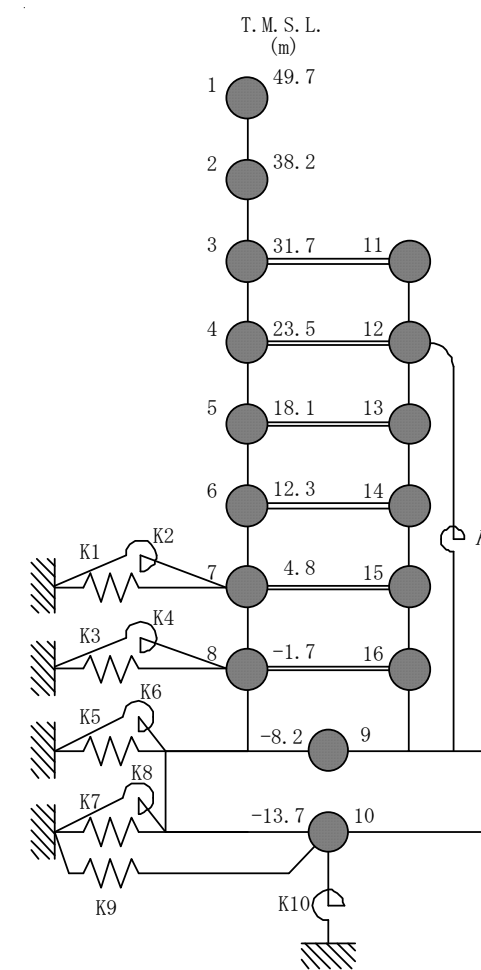 T.M.S.L.
(m)
1 49.7
2 38.2
3 31.7 11
4 23.5 12
5 18.1 13
6 12.3 14
K2
K1
A
7 4.8 15
K4
K3
8 -1.7 16
K6
K5 -8.2 9
K8
K7 -13.7 10
K9 K10